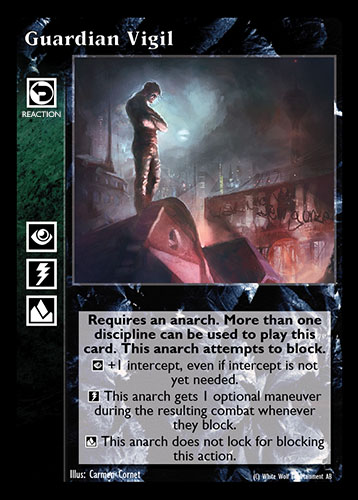 Guardian Vigil
REACTION
Requires an anarch. More than one
discipline can be used to play this
card. This anarch attempts to block.
+1 intercept, even if intercept is not
yet needed.
This anarch gets 1 optional maneuver
during the resulting combat whenever
they block.
This anarch does not lock for blocking
this action.
Illus: Carmen Cornet
(C) White Wolf Entertainment AB